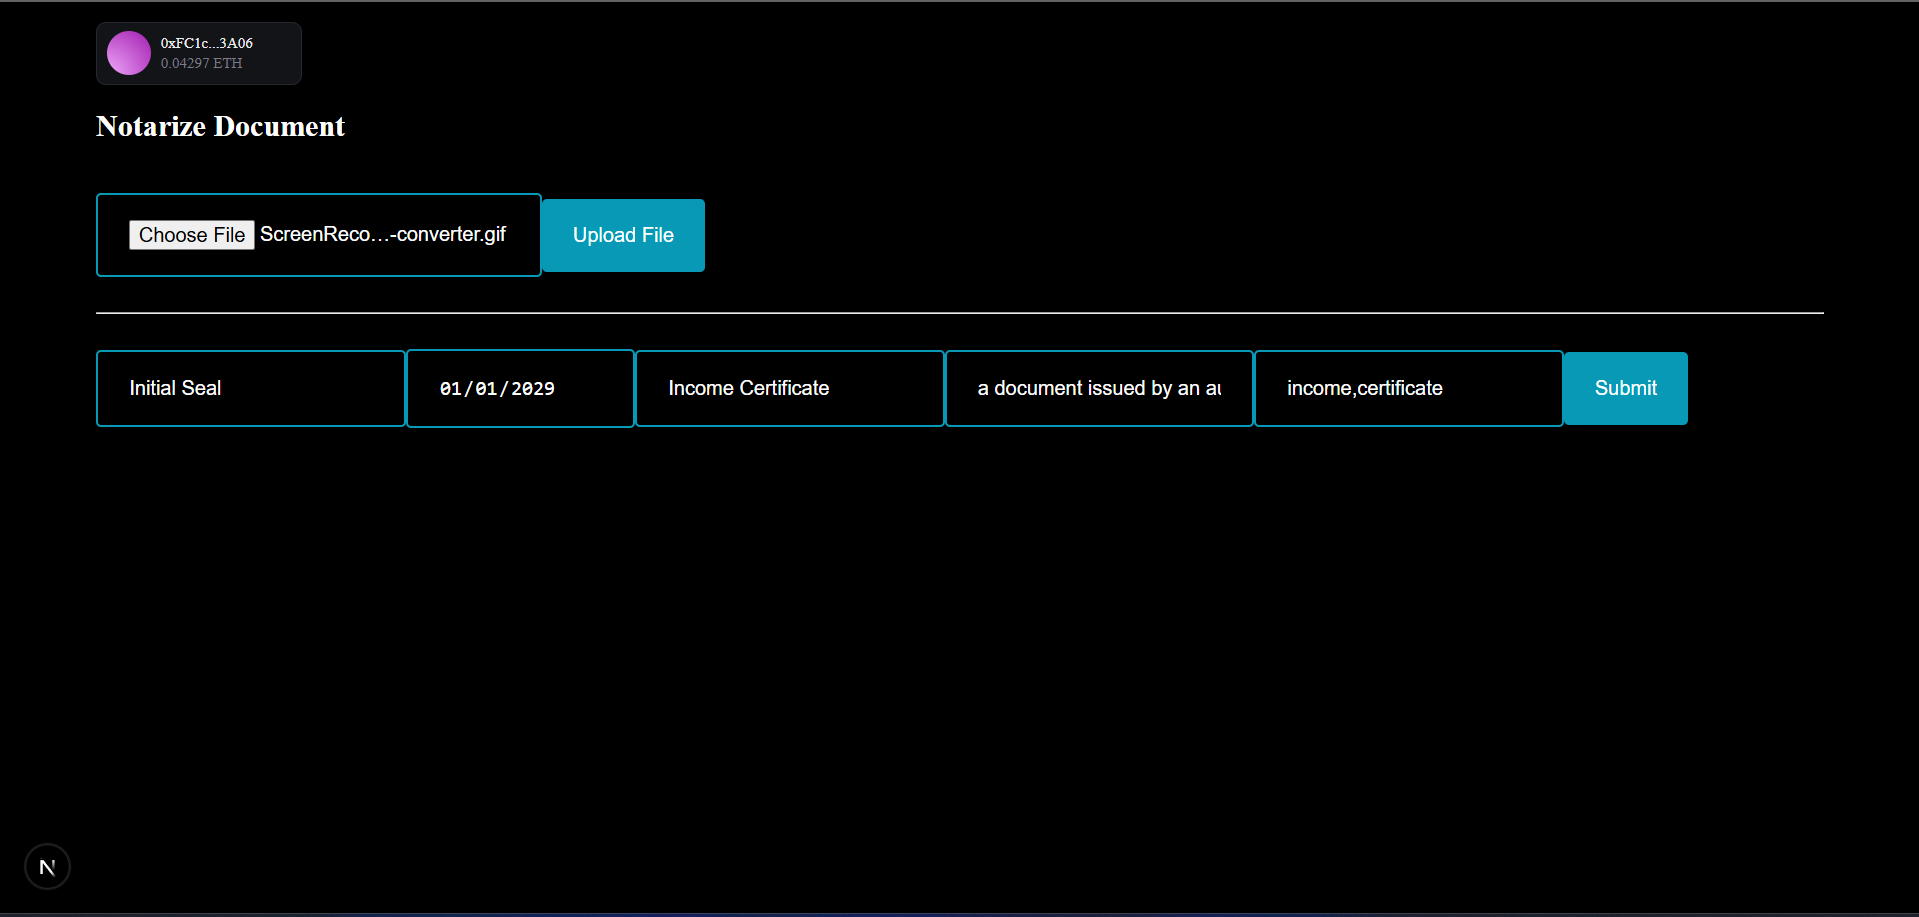 0xFC1c...3A06
0.04297 ETH
Notarize Document
Choose File ScreenReco...-converter.gif Upload File
Initial Seal 01/01/2029 Income Certificate a document issued by an income,certificate Submit
N